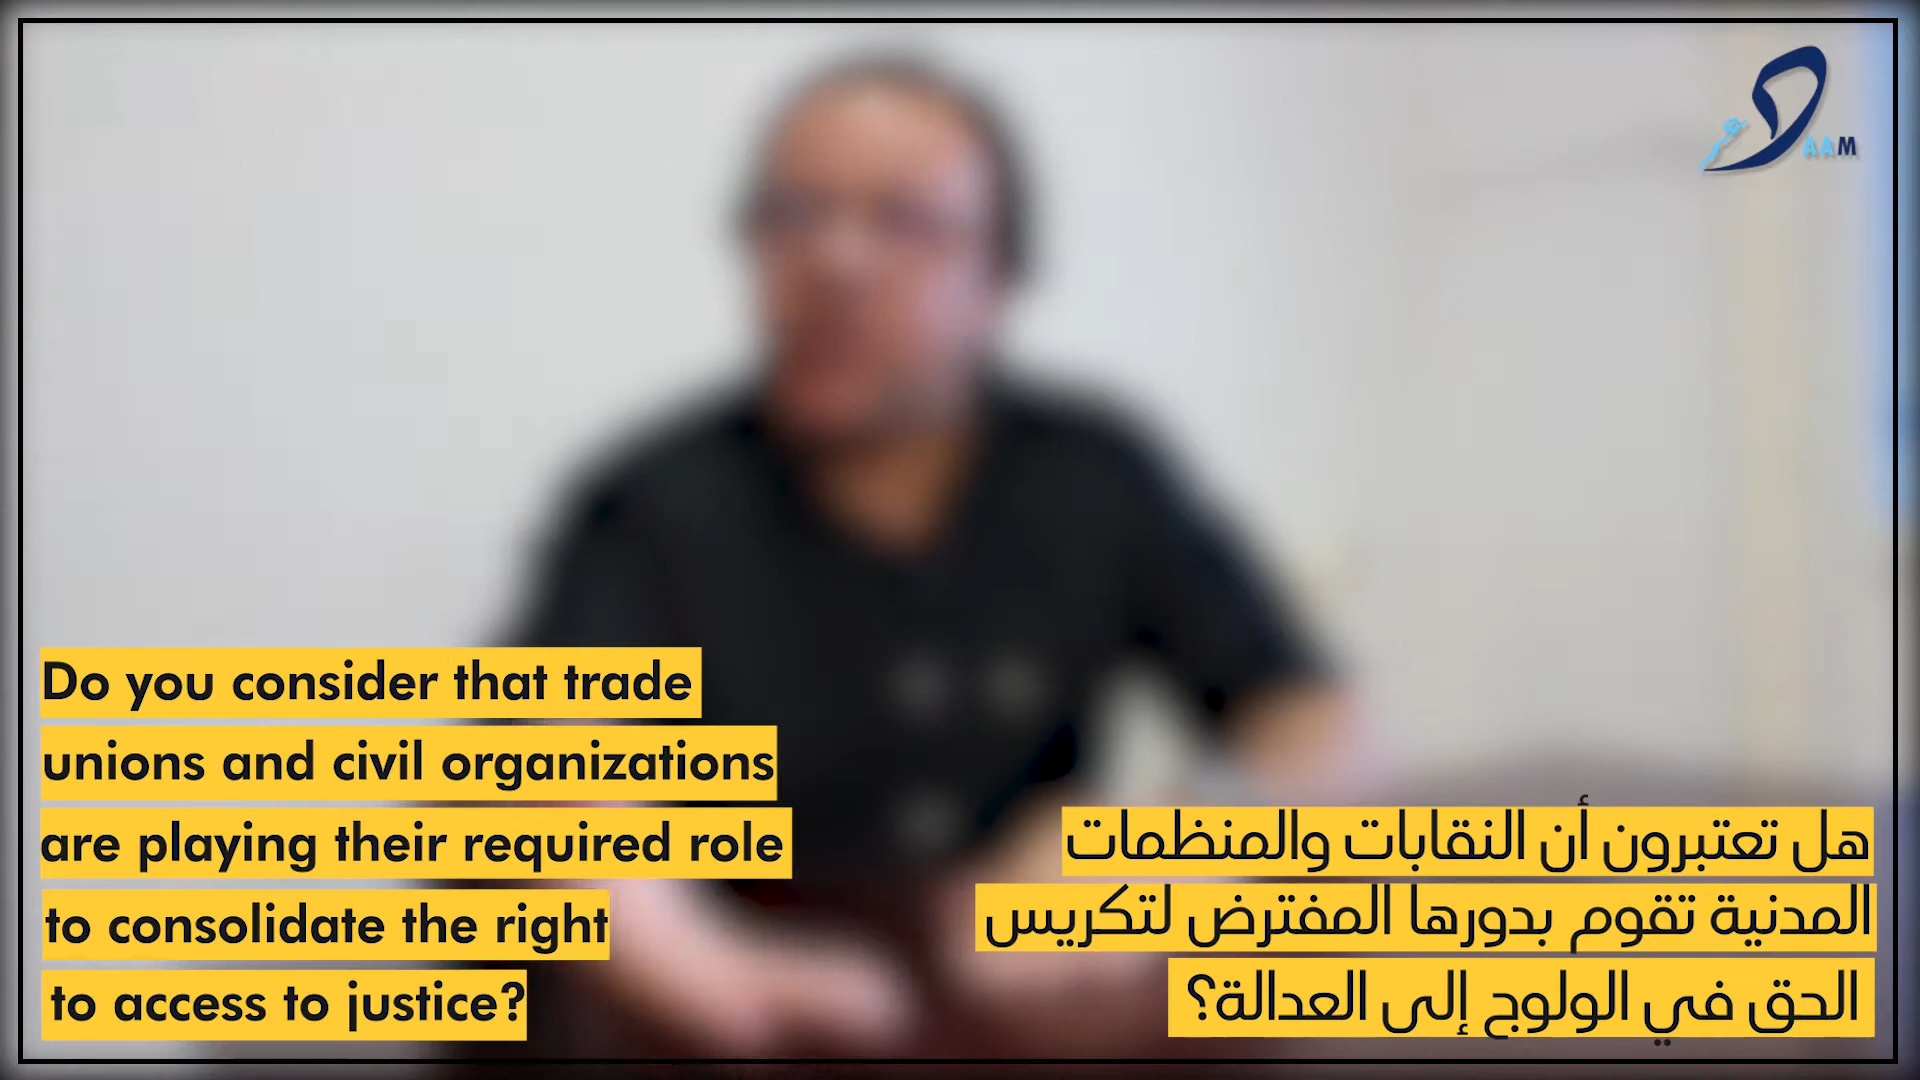 AAM
Do you consider that trade
unions and civil organizations
are playing their required role
to consolidate the right
to access to justice?
هل تعتبرون أن النقابات والمنظمات
المدنية تقوم بدورها المفترض لتكريس
الحق في الولوج إلى العدالة؟